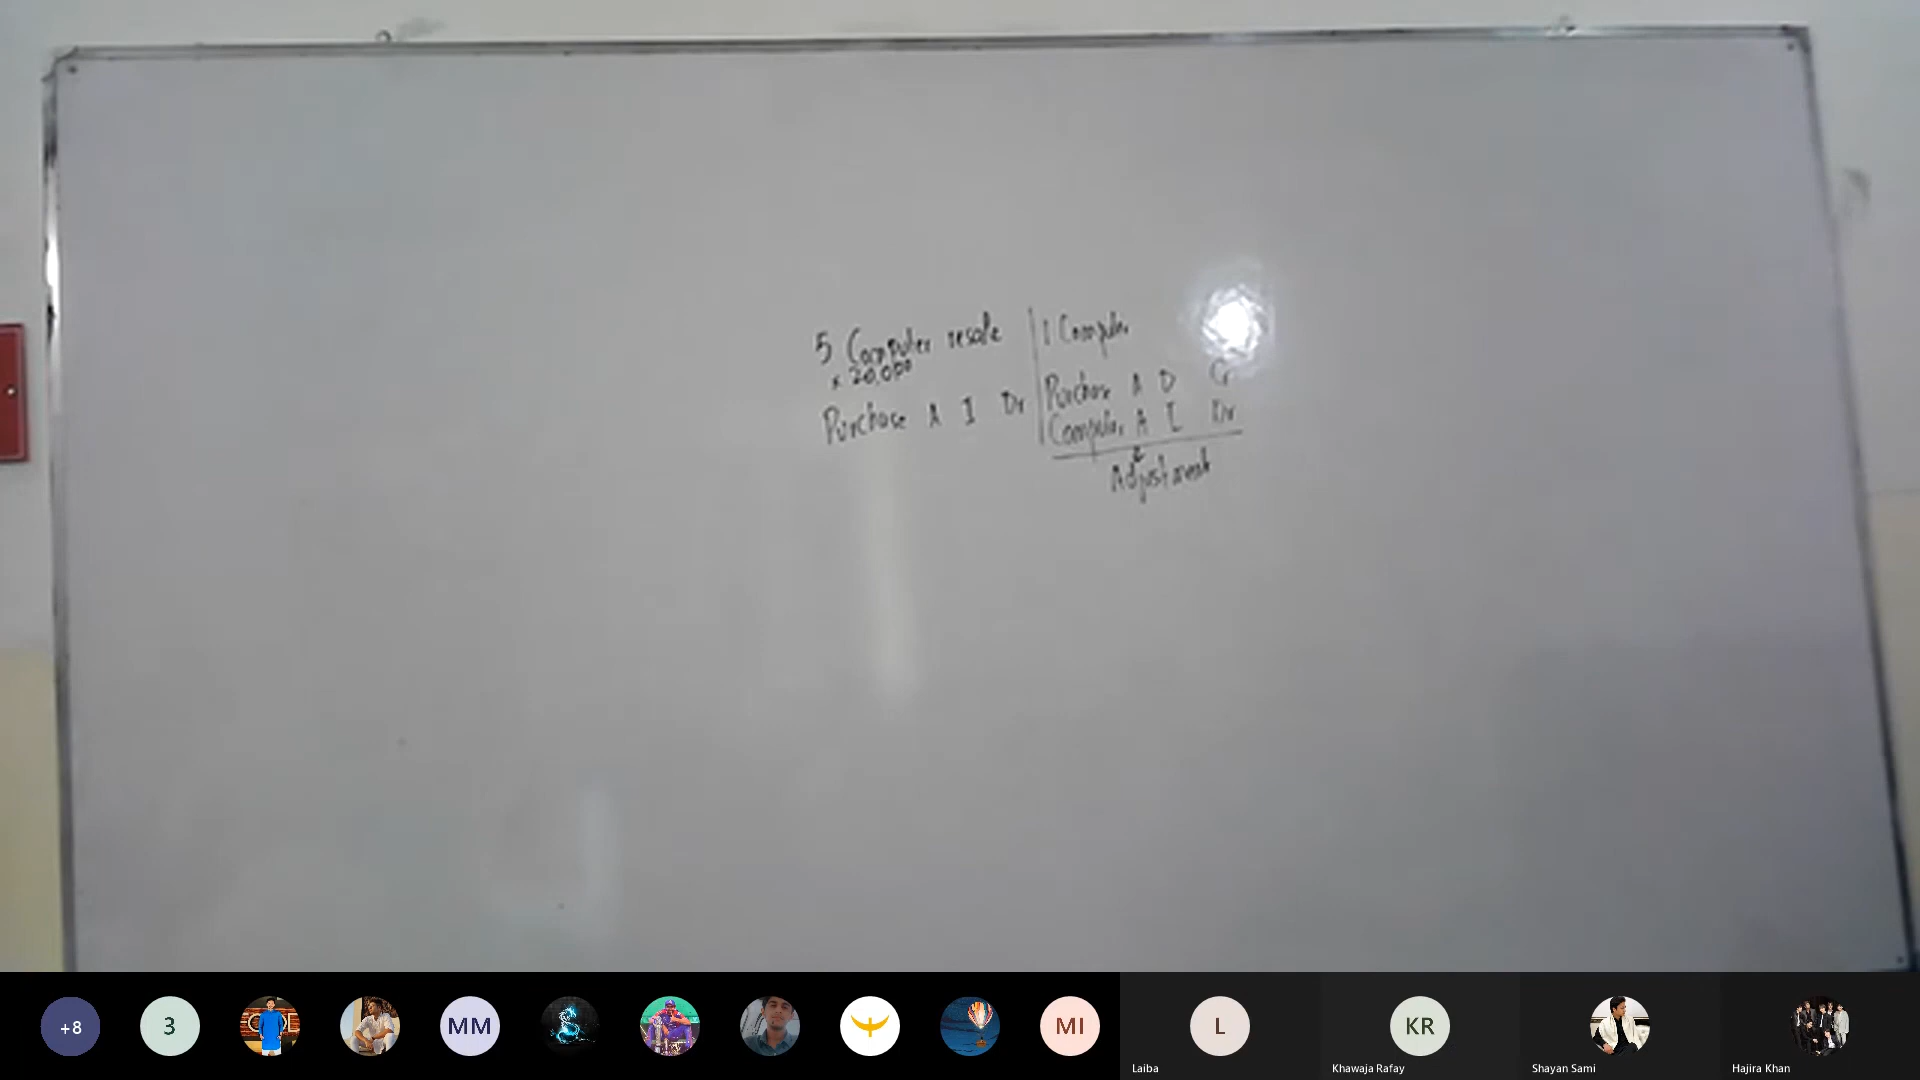 5 Computer resale
x 20,000
Purchase A I Dr
1 Computer
Purchase A D Cr
Computer A I Dr
Adjustment
+8
3
MM
MI
L
KR
Laiba
Khawaja Rafay
Shayan Sami
Hajira Khan